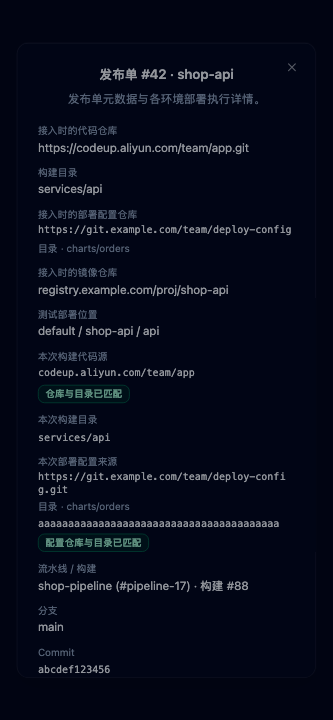 发布单 #42 · shop-api
发布单元数据与各环境部署执行详情。
接入时的代码仓库
https://codeup.aliyun.com/team/app.git
构建目录
services/api
接入时的部署配置仓库
https://git.example.com/team/deploy-config
目录 · charts/orders
接入时的镜像仓库
registry.example.com/proj/shop-api
测试部署位置
default / shop-api / api
本次构建代码源
codeup.aliyun.com/team/app
仓库与目录已匹配
本次构建目录
services/api
本次部署配置来源
https://git.example.com/team/deploy-confi
g.git
目录 · charts/orders
aaaaaaaaaaaaaaaaaaaaaaaaaaaaaaaaaaaaaaaa
配置仓库与目录已匹配
流水线 / 构建
shop-pipeline (#pipeline-17) · 构建 #88
分支
main
Commit
abcdef123456